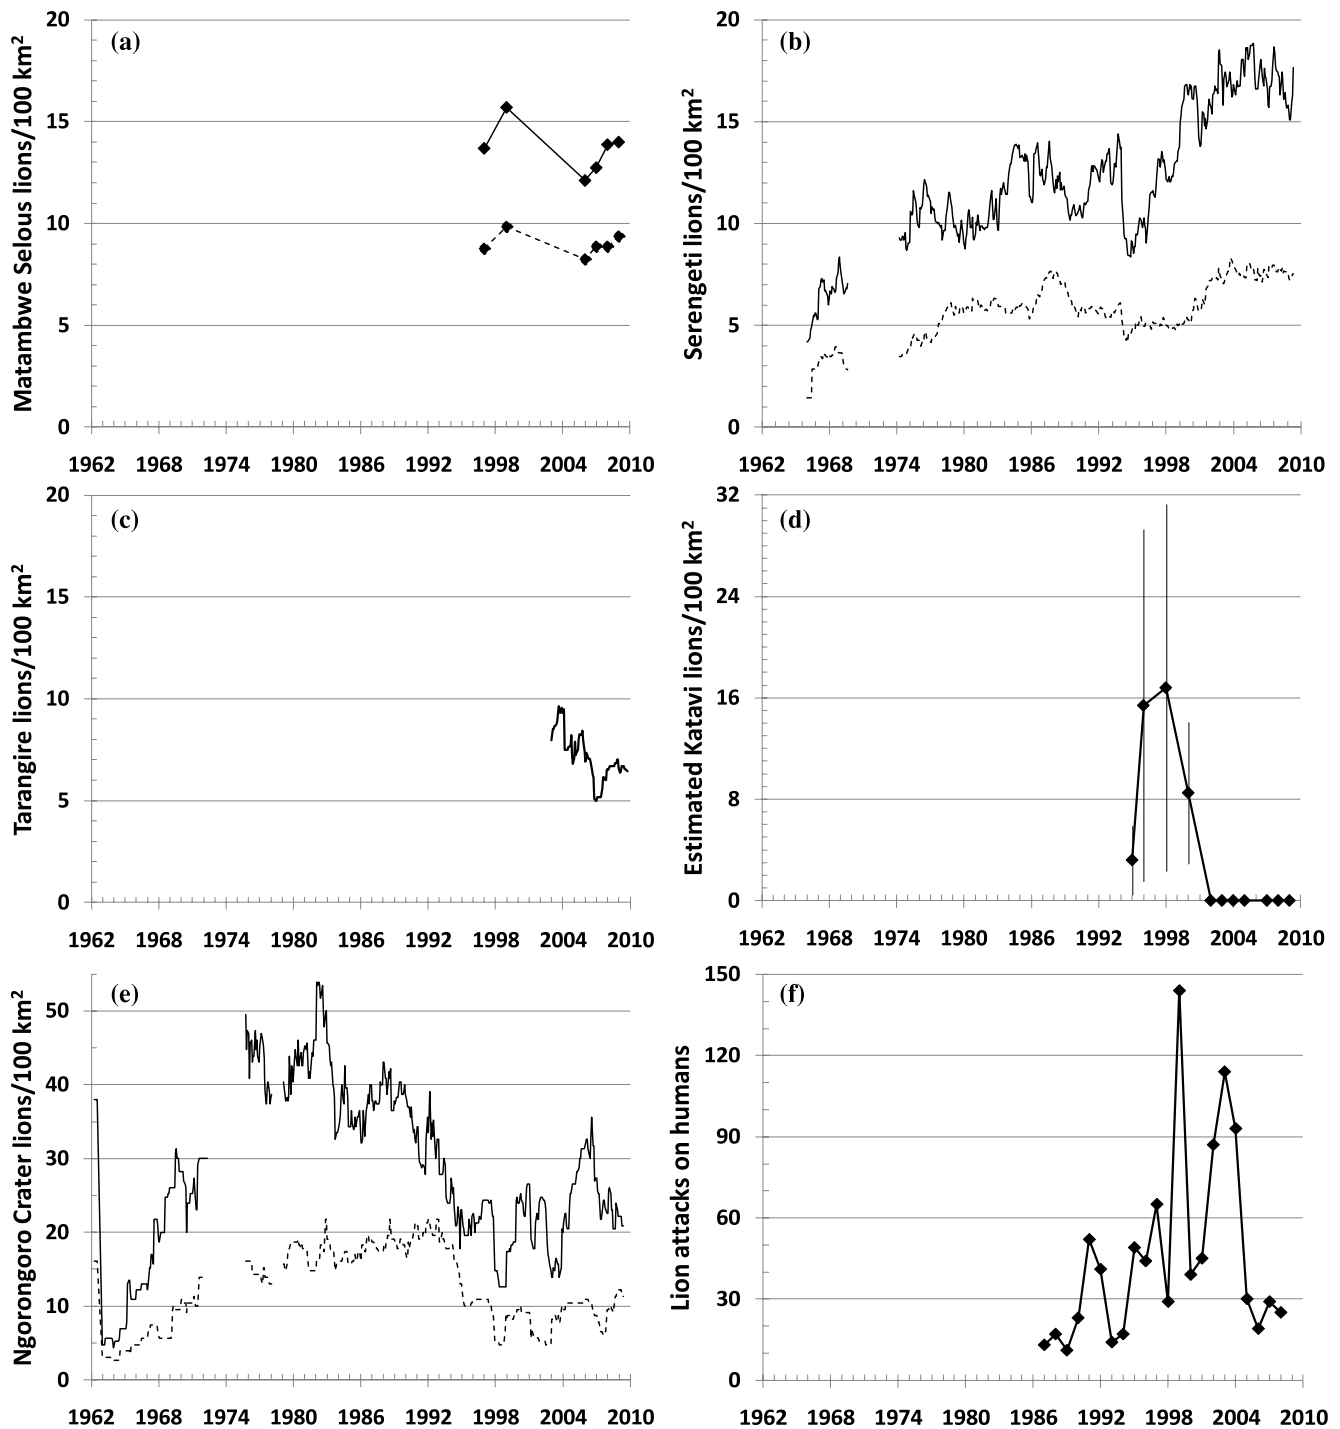 (a)
Matambwe Selous lions/100 km²
20
15
10
5
0
1962 1968 1974 1980 1986 1992 1998 2004 2010
(b)
Serengeti lions/100 km²
20
15
10
5
0
1962 1968 1974 1980 1986 1992 1998 2004 2010
(c)
Tarangire lions/100 km²
20
15
10
5
0
1962 1968 1974 1980 1986 1992 1998 2004 2010
(d)
Estimated Katavi lions/100 km²
32
24
16
8
0
1962 1968 1974 1980 1986 1992 1998 2004 2010
(e)
Ngorongoro Crater lions/100 km²
50
40
30
20
10
0
1962 1968 1974 1980 1986 1992 1998 2004 2010
(f)
Lion attacks on humans
150
120
90
60
30
0
1962 1968 1974 1980 1986 1992 1998 2004 2010